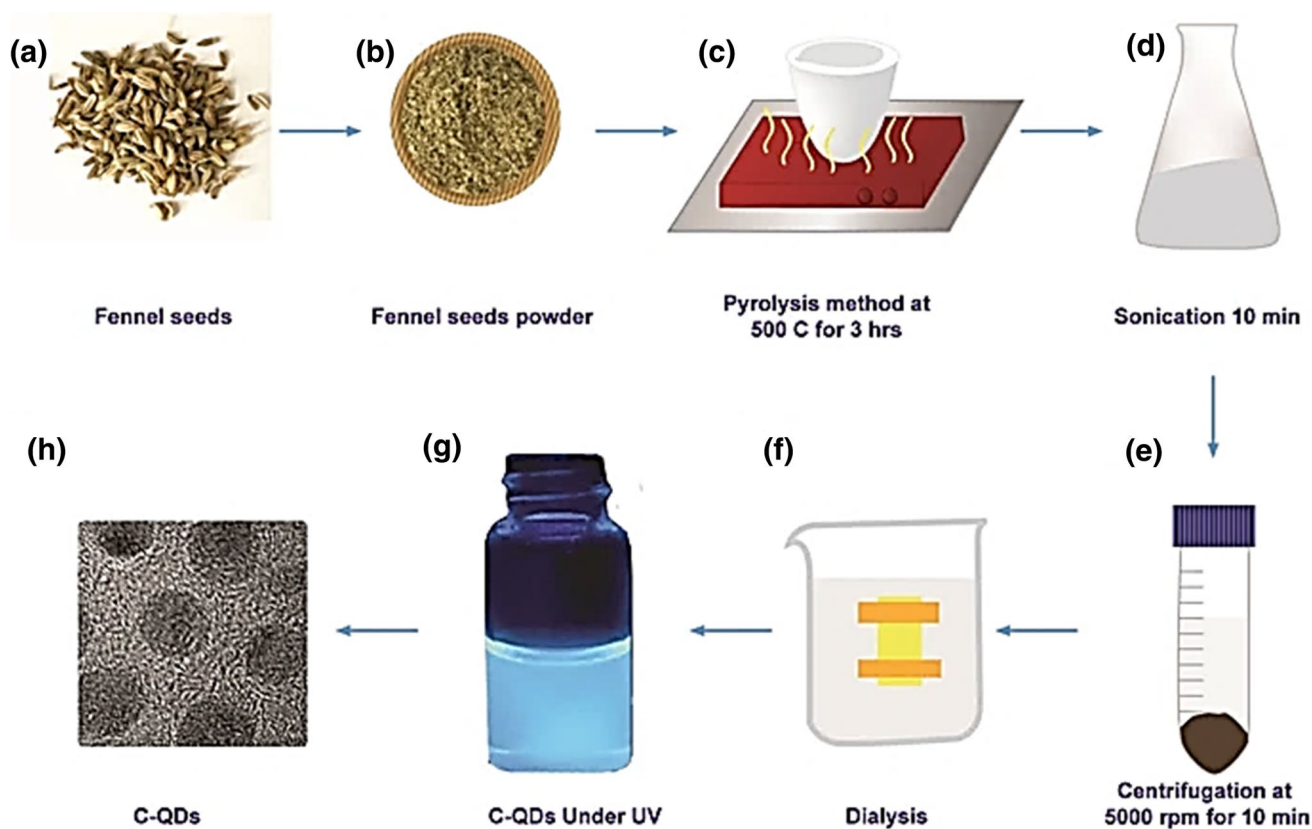 (a)
(b)
(c)
(d)
Fennel seeds
Fennel seeds powder
Pyrolysis method at
500 C for 3 hrs
Sonication 10 min
(h)
(g)
(f)
(e)
C-QDs
C-QDs Under UV
Dialysis
Centrifugation at
5000 rpm for 10 min